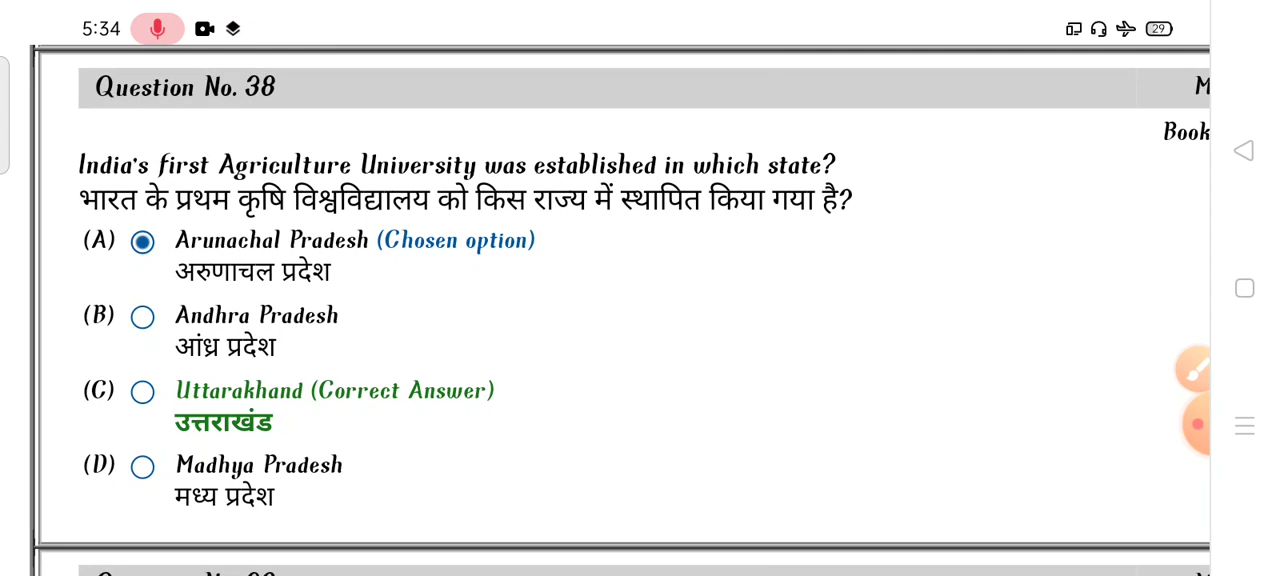 5:34 29
Question No. 38
Book
India's first Agriculture University was established in which state?
भारत के प्रथम कृषि विश्वविद्यालय को किस राज्य में स्थापित किया गया है?
(A) Arunachal Pradesh (Chosen option)
अरुणाचल प्रदेश
(B) Andhra Pradesh
आंध्र प्रदेश
(C) Uttarakhand (Correct Answer)
उत्तराखंड
(D) Madhya Pradesh
मध्य प्रदेश